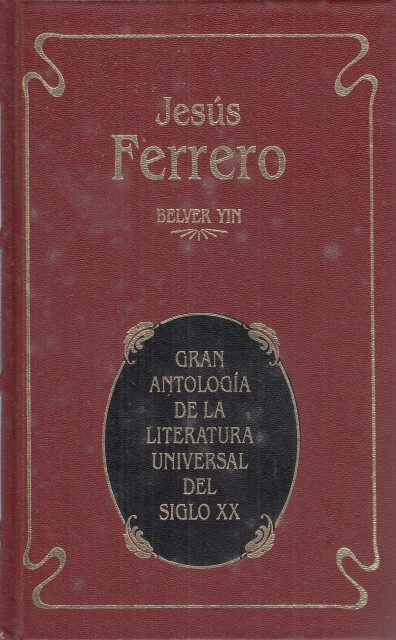 Jesús
Ferrero
BELVER YIN
GRAN
ANTOLOGÍA
DE LA
LITERATURA
UNIVERSAL
DEL
SIGLO XX